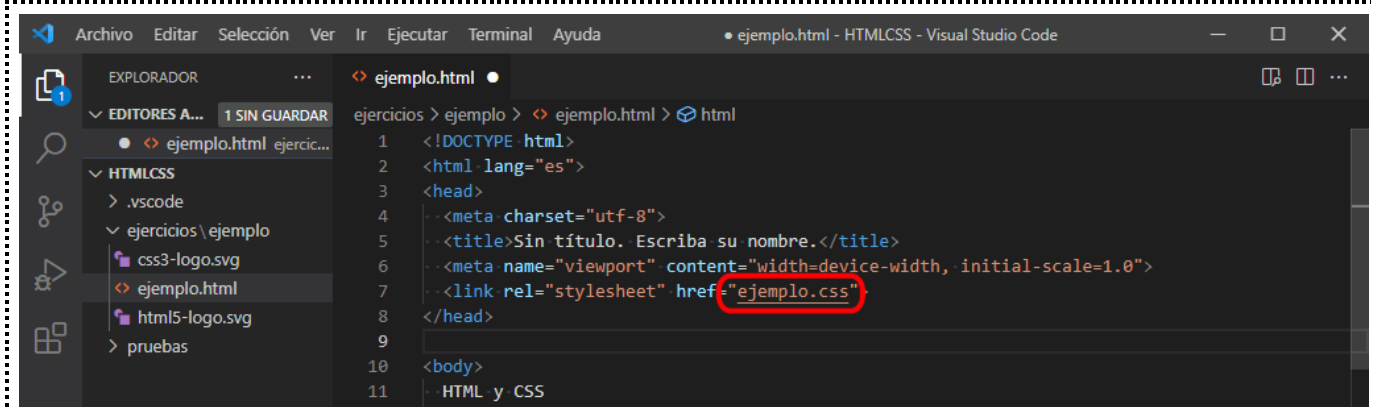 Archivo Editar Selección Ver Ir Ejecutar Terminal Ayuda ● ejemplo.html - HTMLCSS - Visual Studio Code
EXPLORADOR ...
ejemplo.html ●
EDITORES A... 1 SIN GUARDAR
● ejemplo.html ejercic...
HTMLCSS
> .vscode
ejercicios\ejemplo
css3-logo.svg
ejemplo.html
html5-logo.svg
> pruebas
1
ejercicios > ejemplo > ejemplo.html > html
1 <!DOCTYPE html>
2 <html lang="es">
3 <head>
4 <meta charset="utf-8">
5 <title>Sin título. Escriba su nombre.</title>
6 <meta name="viewport" content="width=device-width, initial-scale=1.0">
7 <link rel="stylesheet" href="ejemplo.css">
8 </head>
9
10 <body>
11 HTML y CSS